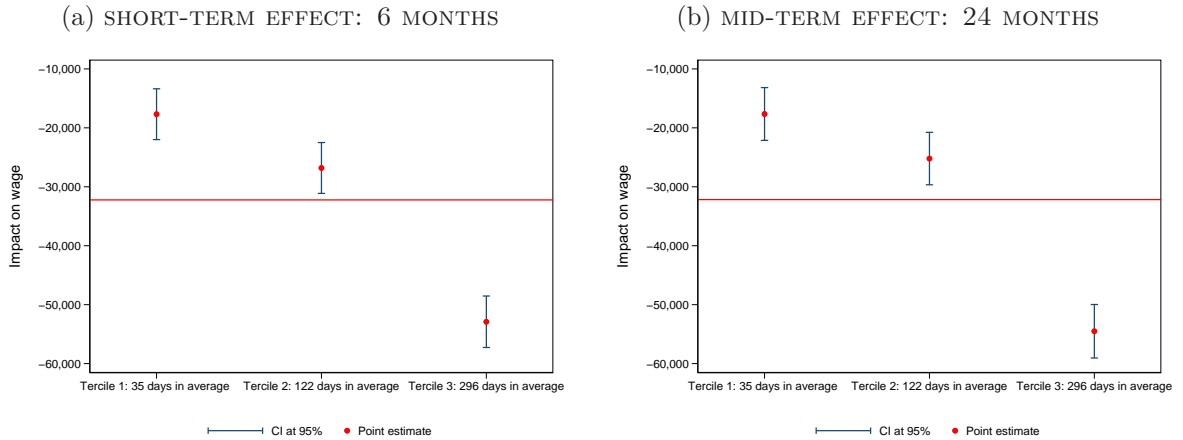 (a) SHORT-TERM EFFECT: 6 MONTHS
Impact on wage
−10,000
−20,000
−30,000
−40,000
−50,000
−60,000
Tercile 1: 35 days in average Tercile 2: 122 days in average Tercile 3: 296 days in average
CI at 95% Point estimate
(b) MID-TERM EFFECT: 24 MONTHS
Impact on wage
−10,000
−20,000
−30,000
−40,000
−50,000
−60,000
Tercile 1: 35 days in average Tercile 2: 122 days in average Tercile 3: 296 days in average
CI at 95% Point estimate